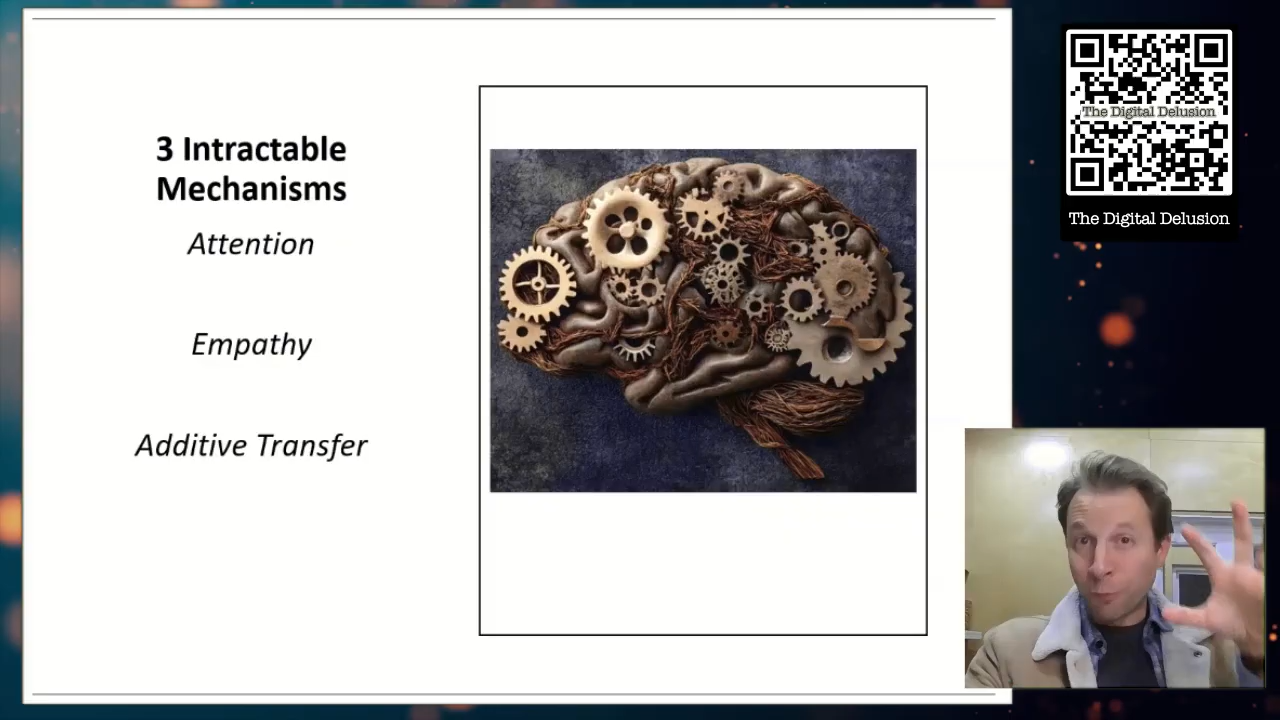 3 Intractable
Mechanisms
Attention
Empathy
Additive Transfer
The Digital Delusion
The Digital Delusion